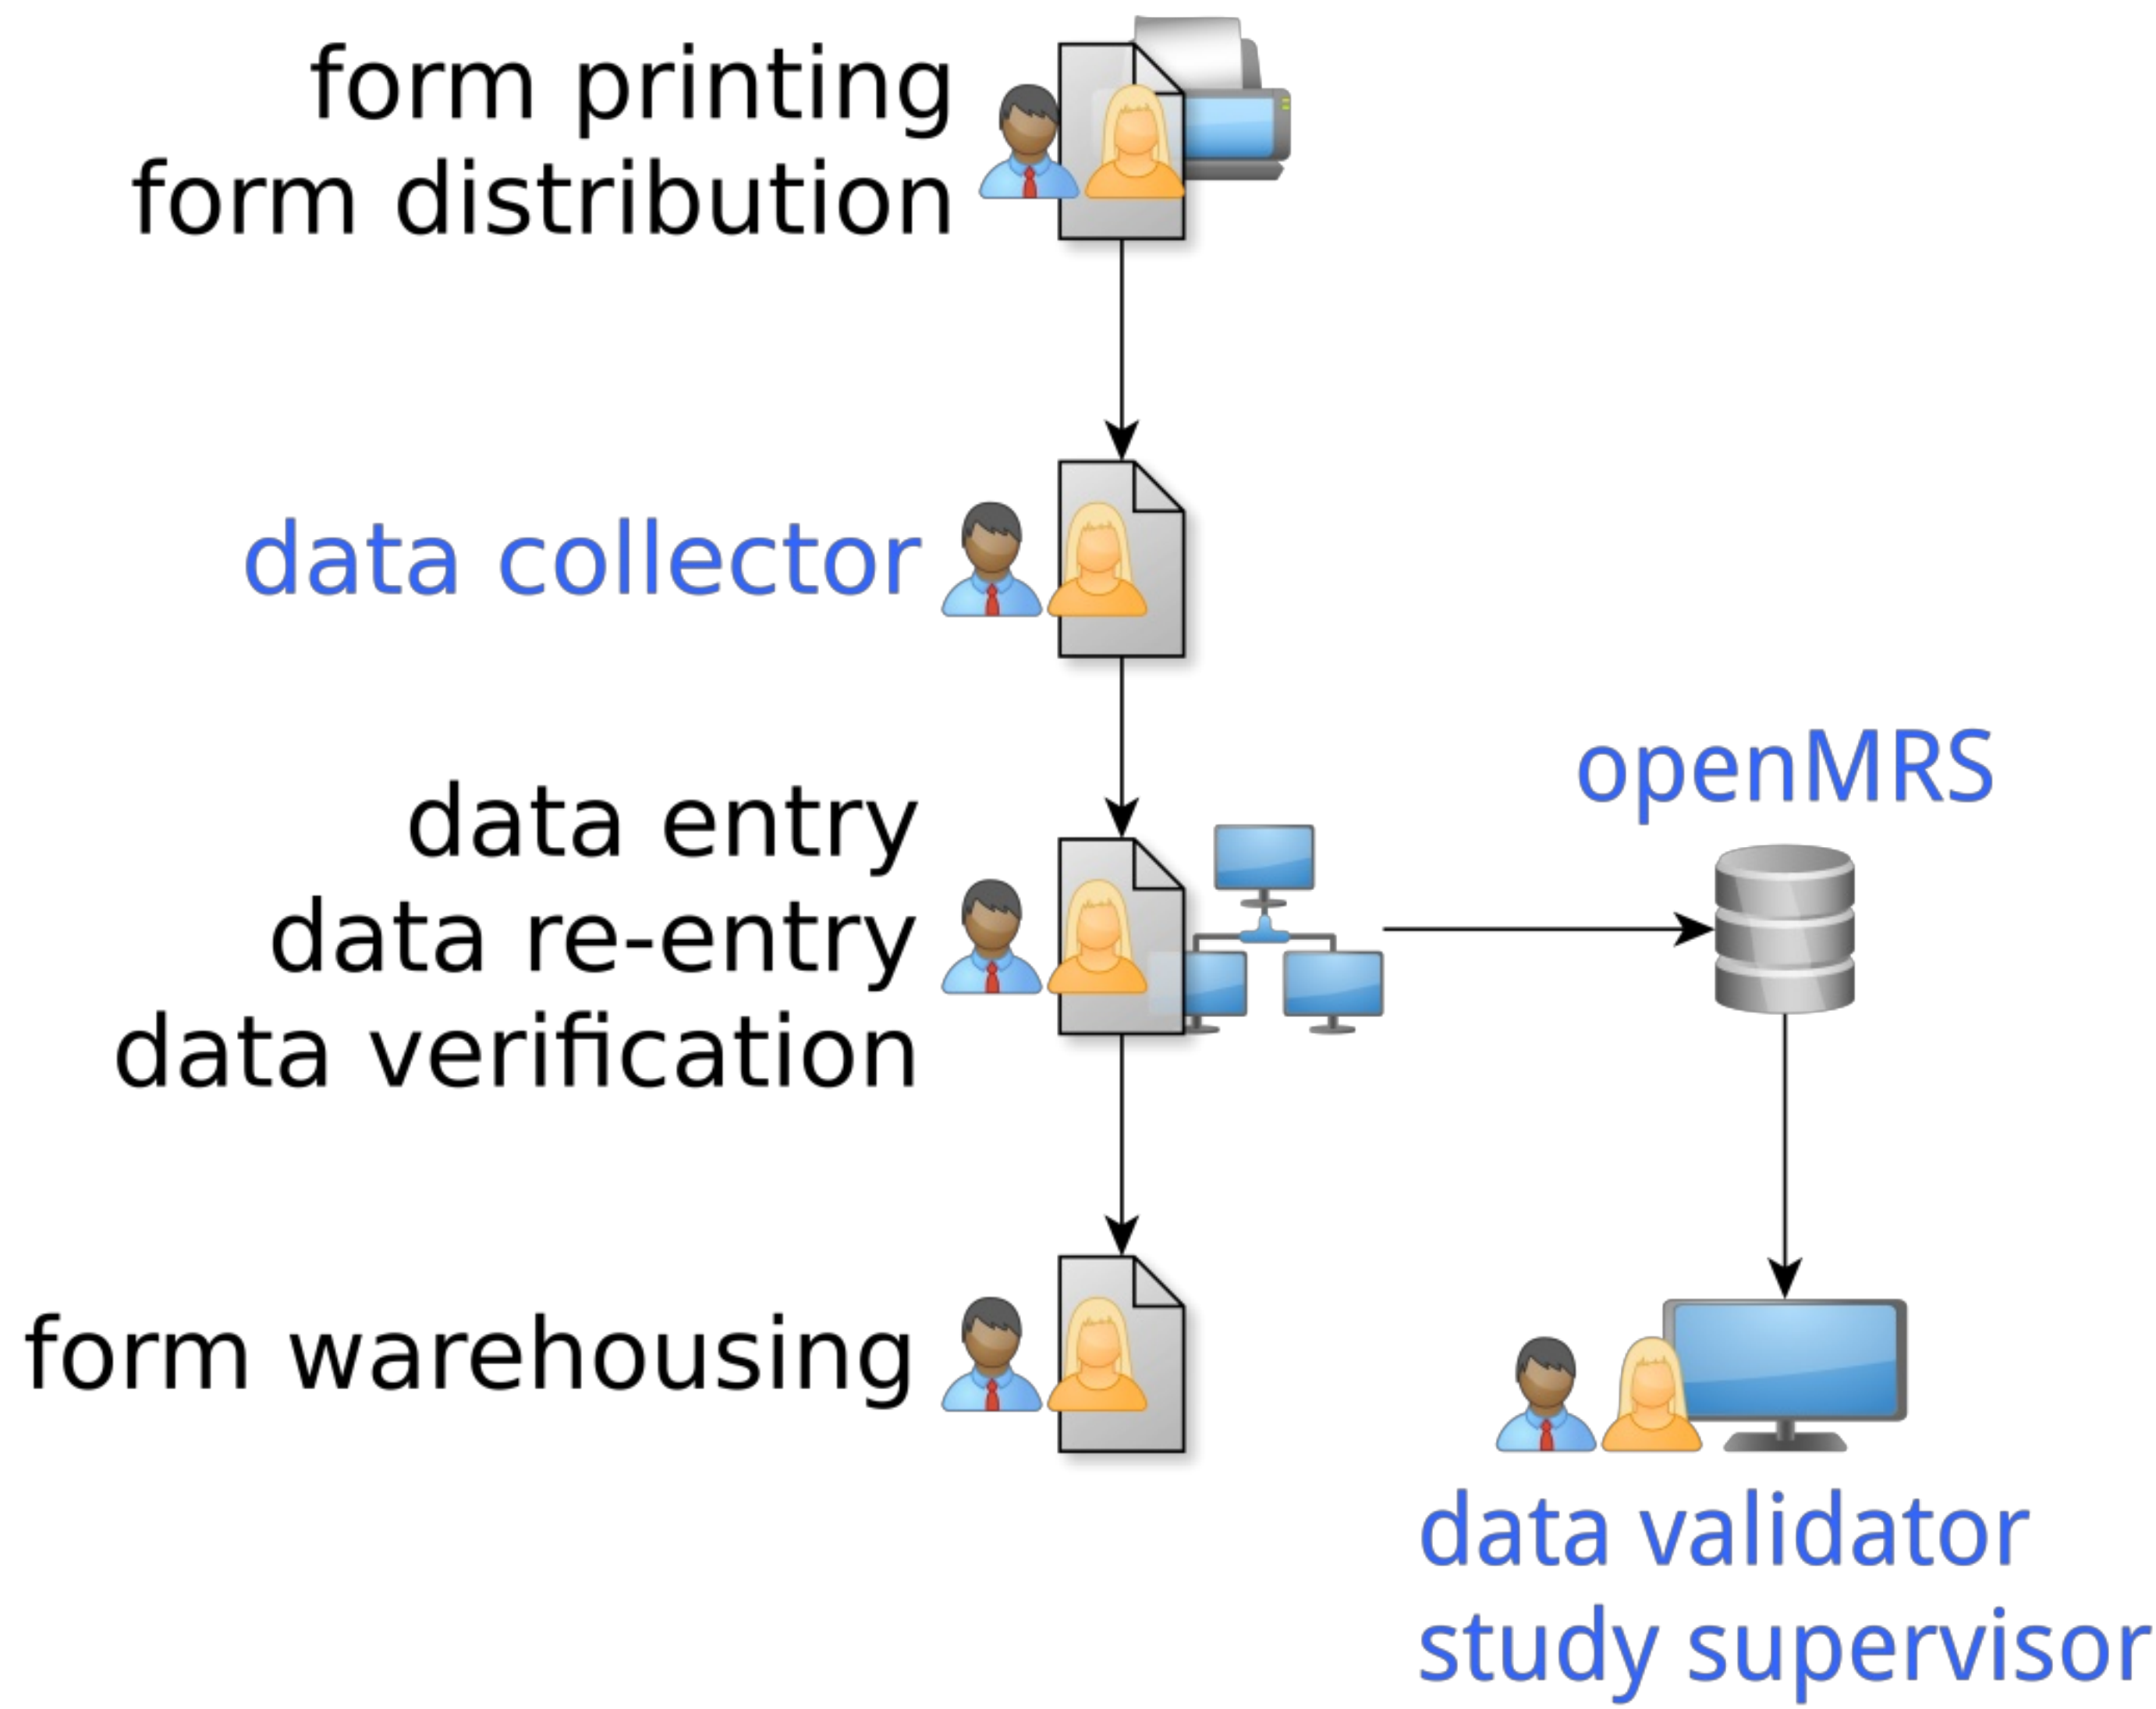 form printing
form distribution
data collector
data entry
data re-entry
data verification
form warehousing
openMRS
data validator
study supervisor